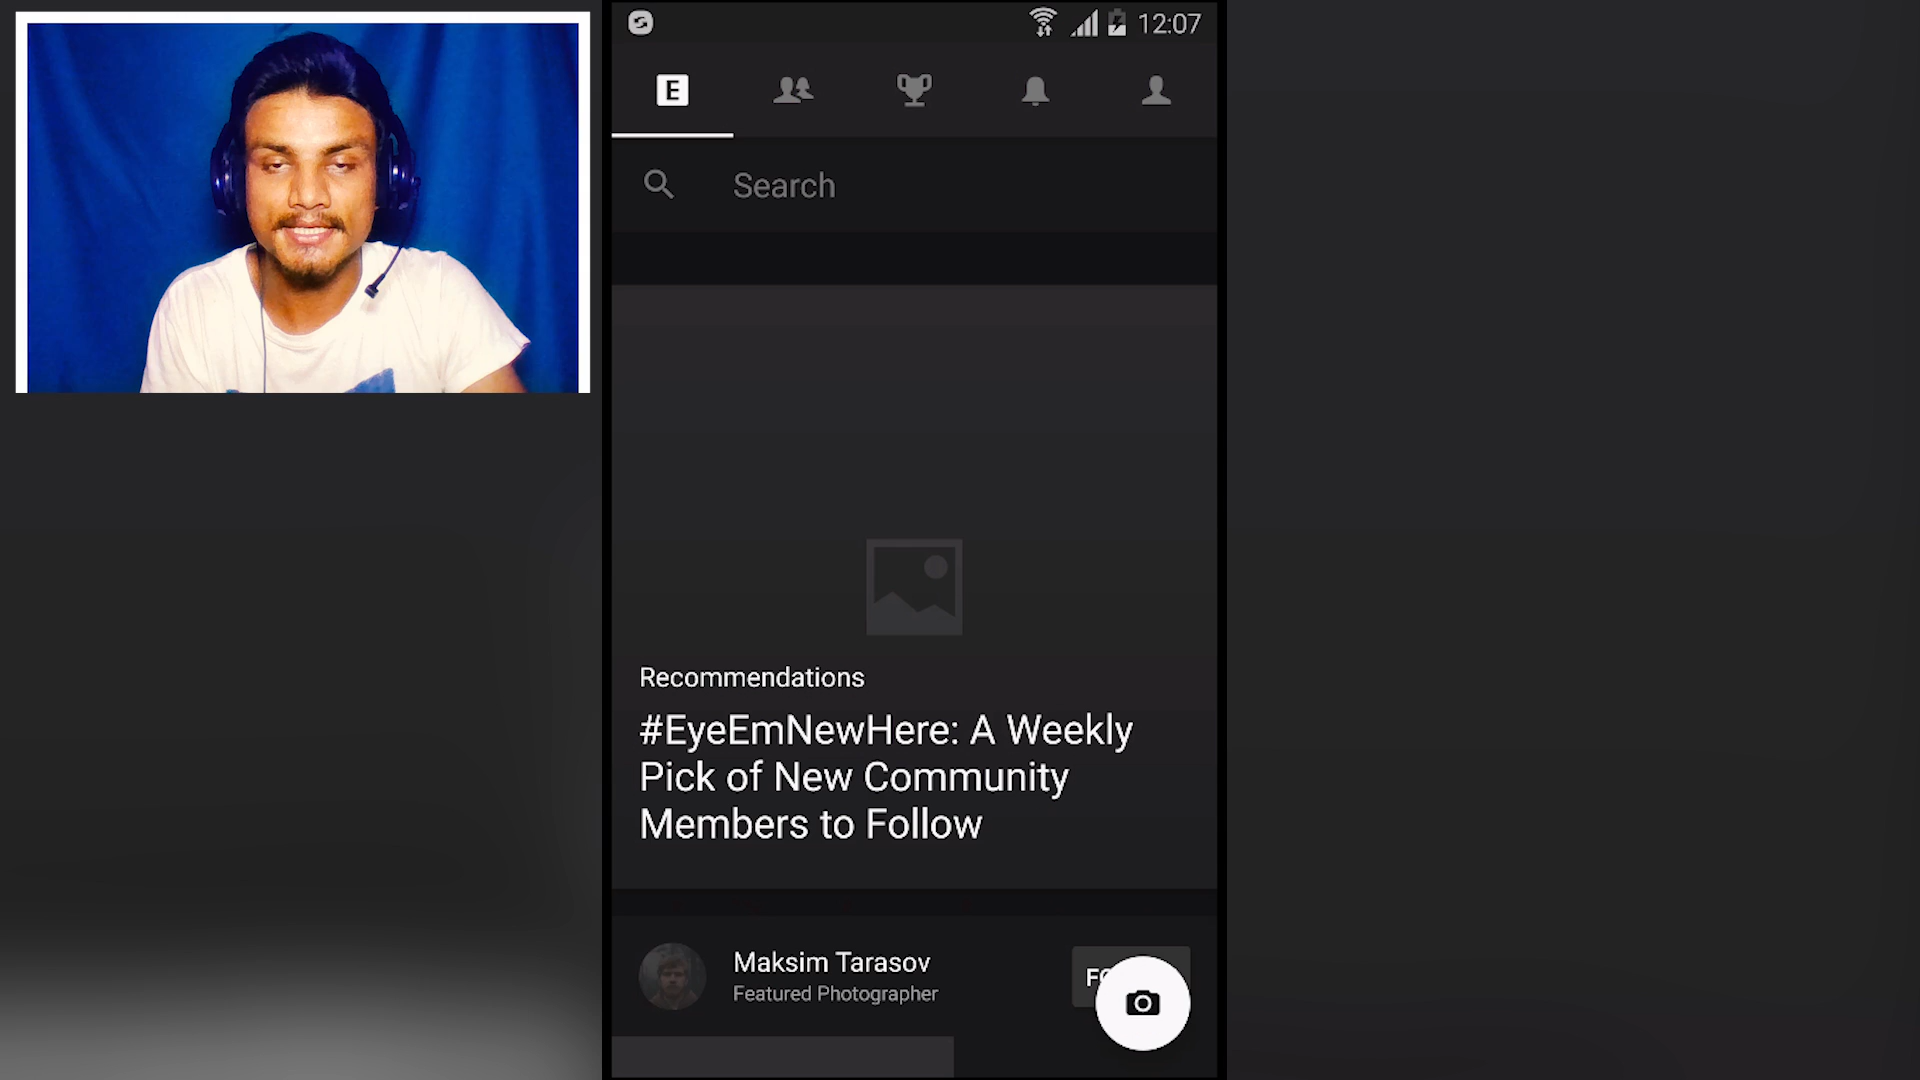 12:07
E
Search
Recommendations
#EyeEmNewHere: A Weekly
Pick of New Community
Members to Follow
Maksim Tarasov
Featured Photographer